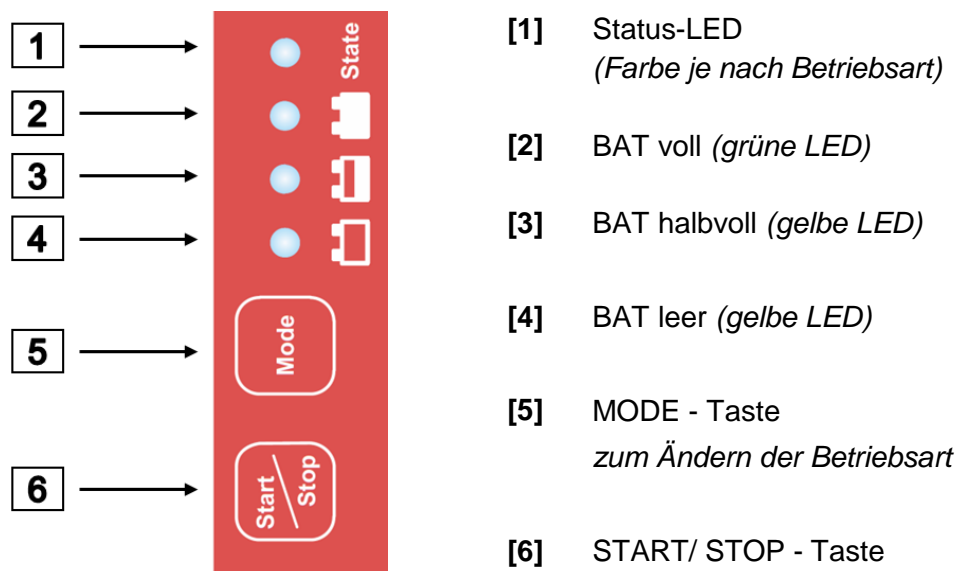 1
2
3
4
5
6
State
Mode
Start
Stop
[1] Status-LED
(Farbe je nach Betriebsart)
[2] BAT voll (grüne LED)
[3] BAT halbvoll (gelbe LED)
[4] BAT leer (gelbe LED)
[5] MODE - Taste
zum Ändern der Betriebsart
[6] START/ STOP - Taste